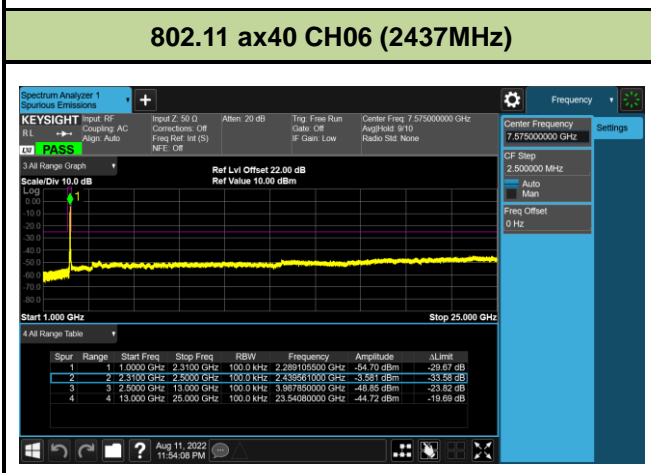 802.11 ax40 CH06 (2437MHz)
Spectrum Analyzer 1
Spurious Emissions
Frequency
KEYSIGHT Input: RF Input Z: 50 Ω Atten: 20 dB Trig: Free Run Center Freq: 7.575000000 GHz
RL Coupling: AC Corrections: Off Gate: Off Avg|Hold: 9/10
Align: Auto Freq Ref: Int (S) IF Gain: Low Radio Std: None
LXI PASS NFE: Off
Center Frequency
7.575000000 GHz
Settings
CF Step
2.500000 MHz
Auto
Man
Freq Offset
0 Hz
3 All Range Graph
Ref Lvl Offset 22.00 dB
Scale/Div 10.0 dB Ref Value 10.00 dBm
Log
1
0.00
-10.0
-20.0
-30.0
-40.0
-50.0
-60.0
-70.0
-80.0
Start 1.000 GHz Stop 25.000 GHz
4 All Range Table
Spur Range Start Freq Stop Freq RBW Frequency Amplitude ΔLimit
1 1 1.0000 GHz 2.3100 GHz 100.0 kHz 2.289105500 GHz -54.70 dBm -29.67 dB
2 2 2.3100 GHz 2.5000 GHz 100.0 kHz 2.439561000 GHz -3.581 dBm -33.58 dB
3 3 2.5000 GHz 13.000 GHz 100.0 kHz 3.987850000 GHz -48.85 dBm -23.82 dB
4 4 13.000 GHz 25.000 GHz 100.0 kHz 23.54080000 GHz -44.72 dBm -19.69 dB
? Aug 11, 2022
11:54:08 PM